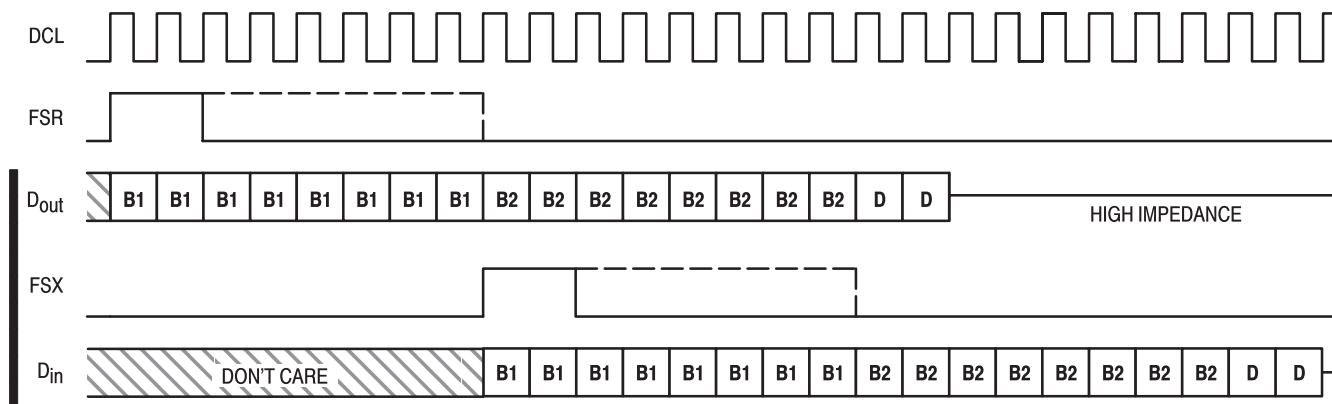 DCL
FSR
Dout B1 B1 B1 B1 B1 B1 B1 B1 B2 B2 B2 B2 B2 B2 B2 B2 D D
HIGH IMPEDANCE
FSX
Din DON'T CARE B1 B1 B1 B1 B1 B1 B1 B1 B2 B2 B2 B2 B2 B2 B2 B2 D D